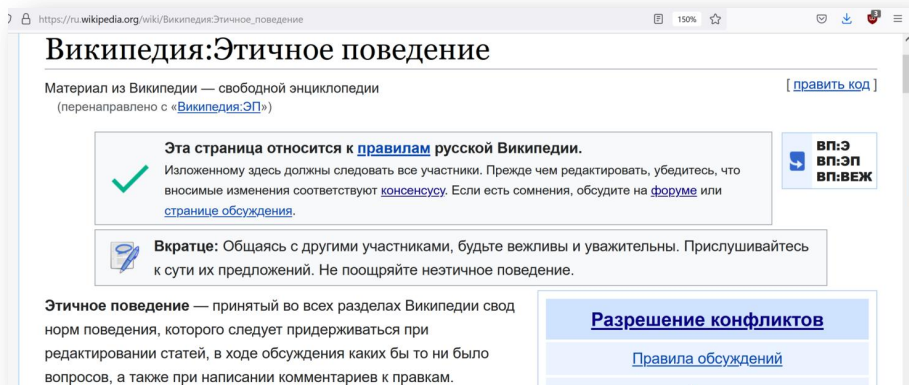 https://ru.wikipedia.org/wiki/Википедия:Этичное_поведение
150%
3
Википедия:Этичное поведение
Материал из Википедии — свободной энциклопедии
[ править код ]
(перенаправлено с «Википедия:ЭП»)
Эта страница относится к правилам русской Википедии.
Изложенному здесь должны следовать все участники. Прежде чем редактировать, убедитесь, что
вносимые изменения соответствуют консенсусу. Если есть сомнения, обсудите на форуме или
странице обсуждения.
ВП:Э
ВП:ЭП
ВП:ВЕЖ
Вкратце: Общаясь с другими участниками, будьте вежливы и уважительны. Прислушивайтесь
к сути их предложений. Не поощряйте неэтичное поведение.
Этичное поведение — принятый во всех разделах Википедии свод
норм поведения, которого следует придерживаться при
редактировании статей, в ходе обсуждения каких бы то ни было
вопросов, а также при написании комментариев к правкам.
Разрешение конфликтов
Правила обсуждений